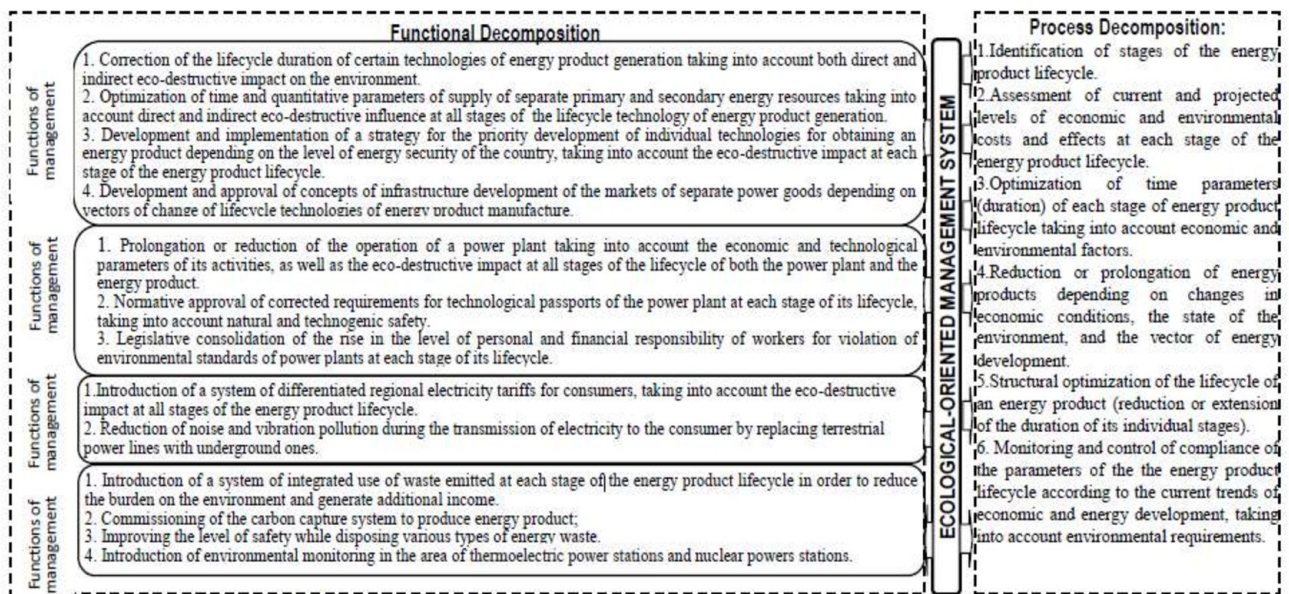 Functional Decomposition
Functions of
management
1. Correction of the lifecycle duration of certain technologies of energy product generation taking into account both direct and
indirect eco-destructive impact on the environment.
2. Optimization of time and quantitative parameters of supply of separate primary and secondary energy resources taking into
account direct and indirect eco-destructive influence at all stages of the lifecycle technology of energy product generation.
3. Development and implementation of a strategy for the priority development of individual technologies for obtaining an
energy product depending on the level of energy security of the country, taking into account the eco-destructive impact at each
stage of the energy product lifecycle.
4. Development and approval of concepts of infrastructure development of the markets of separate power goods depending on
vectors of change of lifecycle technologies of energy product manufacture.
Functions of
management
1. Prolongation or reduction of the operation of a power plant taking into account the economic and technological
parameters of its activities, as well as the eco-destructive impact at all stages of the lifecycle of both the power plant and the
energy product.
2. Normative approval of corrected requirements for technological passports of the power plant at each stage of its lifecycle,
taking into account natural and technogenic safety.
3. Legislative consolidation of the rise in the level of personal and financial responsibility of workers for violation of
environmental standards of power plants at each stage of its lifecycle.
Functions of
management
1.Introduction of a system of differentiated regional electricity tariffs for consumers, taking into account the eco-destructive
impact at all stages of the energy product lifecycle.
2. Reduction of noise and vibration pollution during the transmission of electricity to the consumer by replacing terrestrial
power lines with underground ones.
Functions of
management
1. Introduction of a system of integrated use of waste emitted at each stage of the energy product lifecycle in order to reduce
the burden on the environment and generate additional income.
2. Commissioning of the carbon capture system to produce energy product;
3. Improving the level of safety while disposing various types of energy waste.
4. Introduction of environmental monitoring in the area of thermoelectric power stations and nuclear powers stations.
ECOLOGICAL-ORIENTED MANAGEMENT SYSTEM
Process Decomposition:
1.Identification of stages of the energy
product lifecycle.
2.Assessment of current and projected
levels of economic and environmental
costs and effects at each stage of the
energy product lifecycle.
3.Optimization of time parameters
(duration) of each stage of energy product
lifecycle taking into account economic and
environmental factors.
4.Reduction or prolongation of energy
products depending on changes in
economic conditions, the state of the
environment, and the vector of energy
development.
5.Structural optimization of the lifecycle of
an energy product (reduction or extension
of the duration of its individual stages).
6. Monitoring and control of compliance of
the parameters of the the energy product
lifecycle according to the current trends of
economic and energy development, taking
into account environmental requirements.